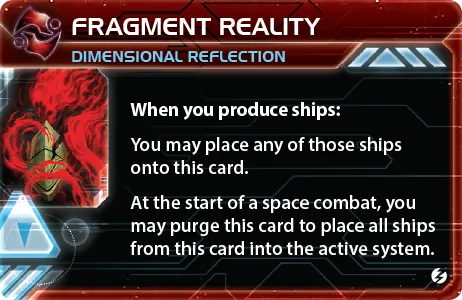 FRAGMENT REALITY
DIMENSIONAL REFLECTION
When you produce ships:
You may place any of those ships
onto this card.
At the start of a space combat, you
may purge this card to place all ships
from this card into the active system.